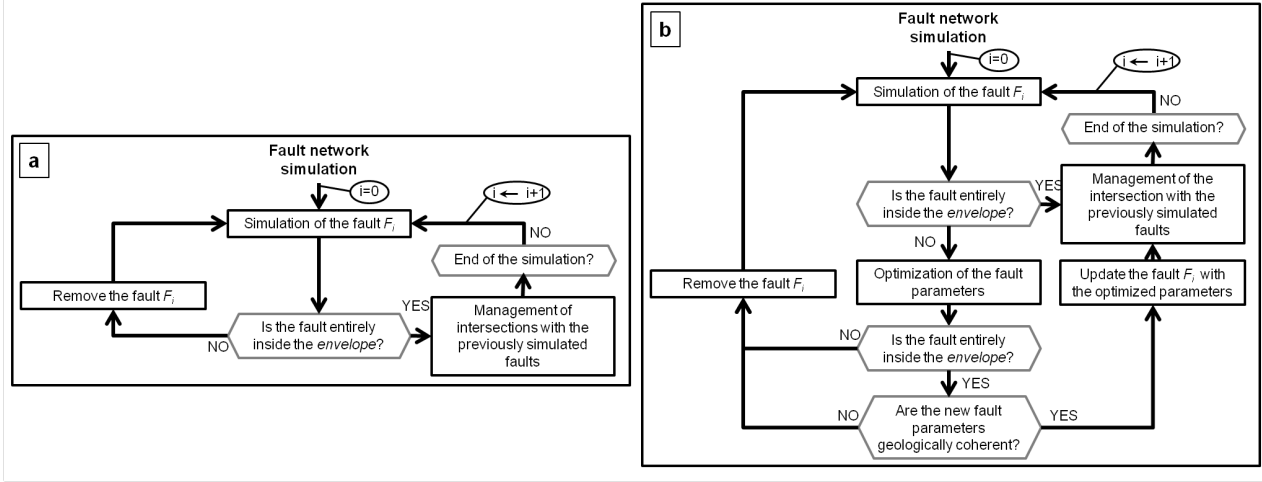 a
Fault network
simulation
i=0
i ← i+1
Simulation of the fault Fi
NO
End of the simulation?
Remove the fault Fi
YES
Is the fault entirely
inside the envelope?
NO
Management of
intersections with the
previously simulated
faults
b
Fault network
simulation
i=0
i ← i+1
Simulation of the fault Fi
NO
End of the simulation?
Is the fault entirely
inside the envelope?
YES
Management of the
intersection with the
previously simulated
faults
NO
Remove the fault Fi
Optimization of the fault
parameters
Update the fault Fi with
the optimized parameters
NO
Is the fault entirely
inside the envelope?
YES
NO
Are the new fault
parameters
geologically coherent?
YES